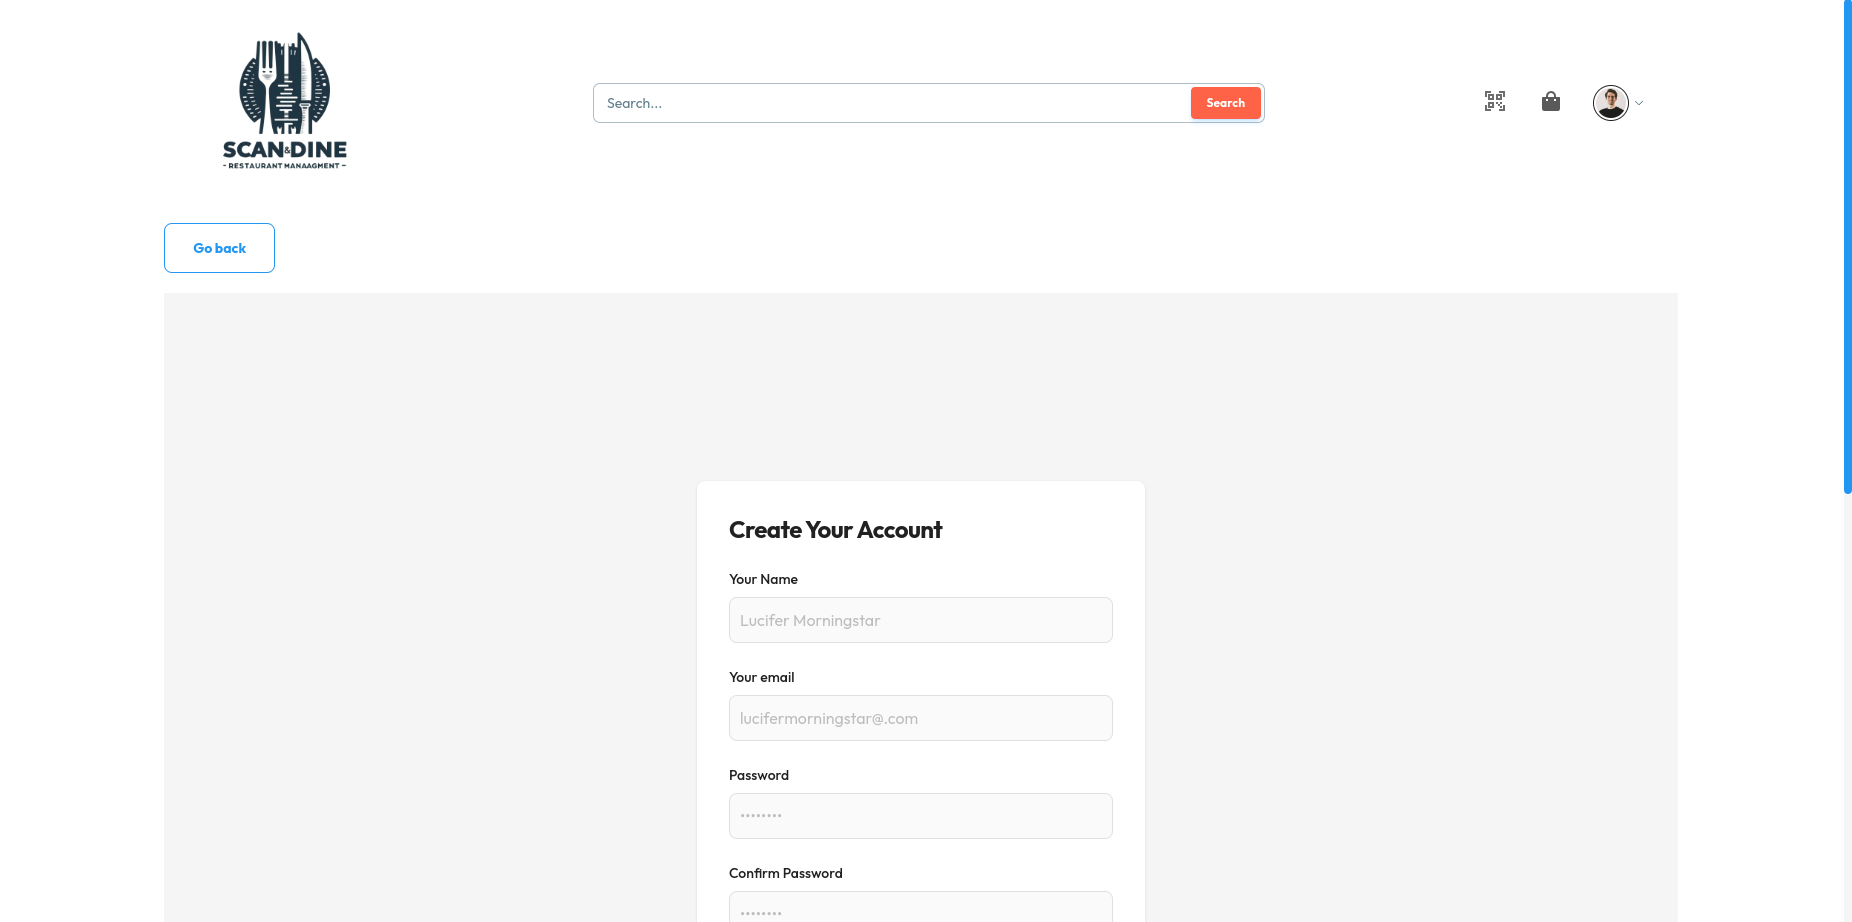 SCAN&DINE
- RESTAURANT MANAAGMENT -
Search...
Search
Go back
Create Your Account
Your Name
Lucifer Morningstar
Your email
lucifermorningstar@.com
Password
••••••••
Confirm Password
••••••••